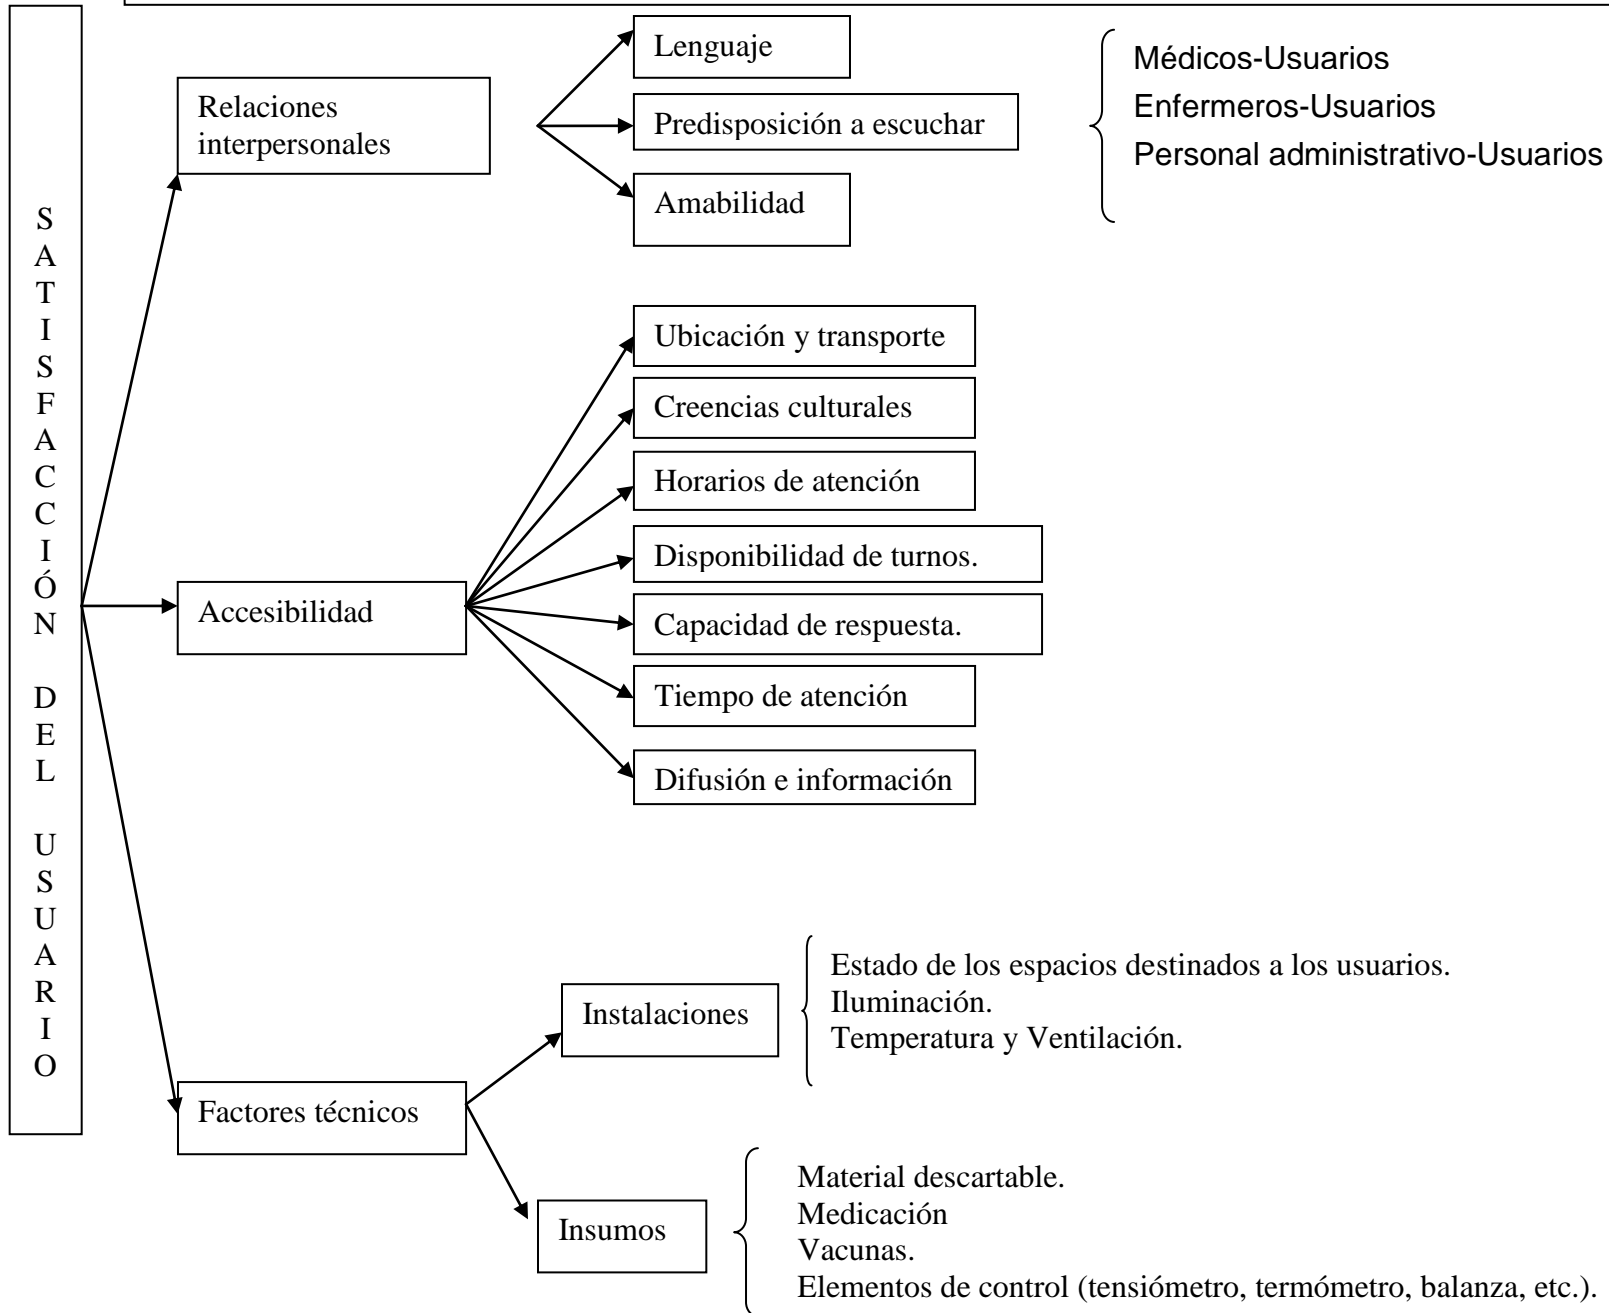 SATISFACCIÓN DEL USUARIO
Relaciones
interpersonales
Lenguaje
Predisposición a escuchar
Amabilidad
Médicos-Usuarios
Enfermeros-Usuarios
Personal administrativo-Usuarios
Accesibilidad
Ubicación y transporte
Creencias culturales
Horarios de atención
Disponibilidad de turnos.
Capacidad de respuesta.
Tiempo de atención
Difusión e información
Factores técnicos
Instalaciones
Estado de los espacios destinados a los usuarios.
Iluminación.
Temperatura y Ventilación.
Insumos
Material descartable.
Medicación
Vacunas.
Elementos de control (tensiómetro, termómetro, balanza, etc.).